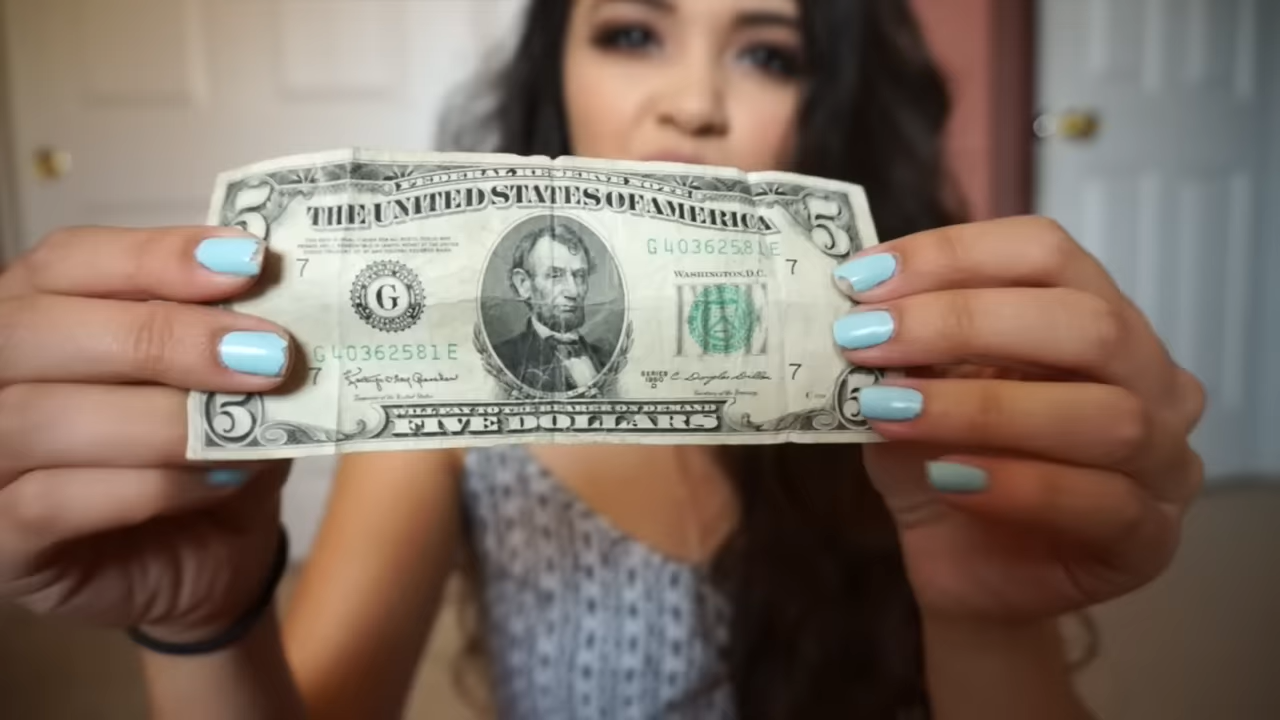 5
FEDERAL RESERVE NOTE
THE UNITED STATES OF AMERICA
5
G 40362581 E
WASHINGTON, D.C.
7
7
G
G 40362581 E
7
SERIES
1950
D
7
5
WILL PAY TO THE BEARER ON DEMAND
FIVE DOLLARS
5